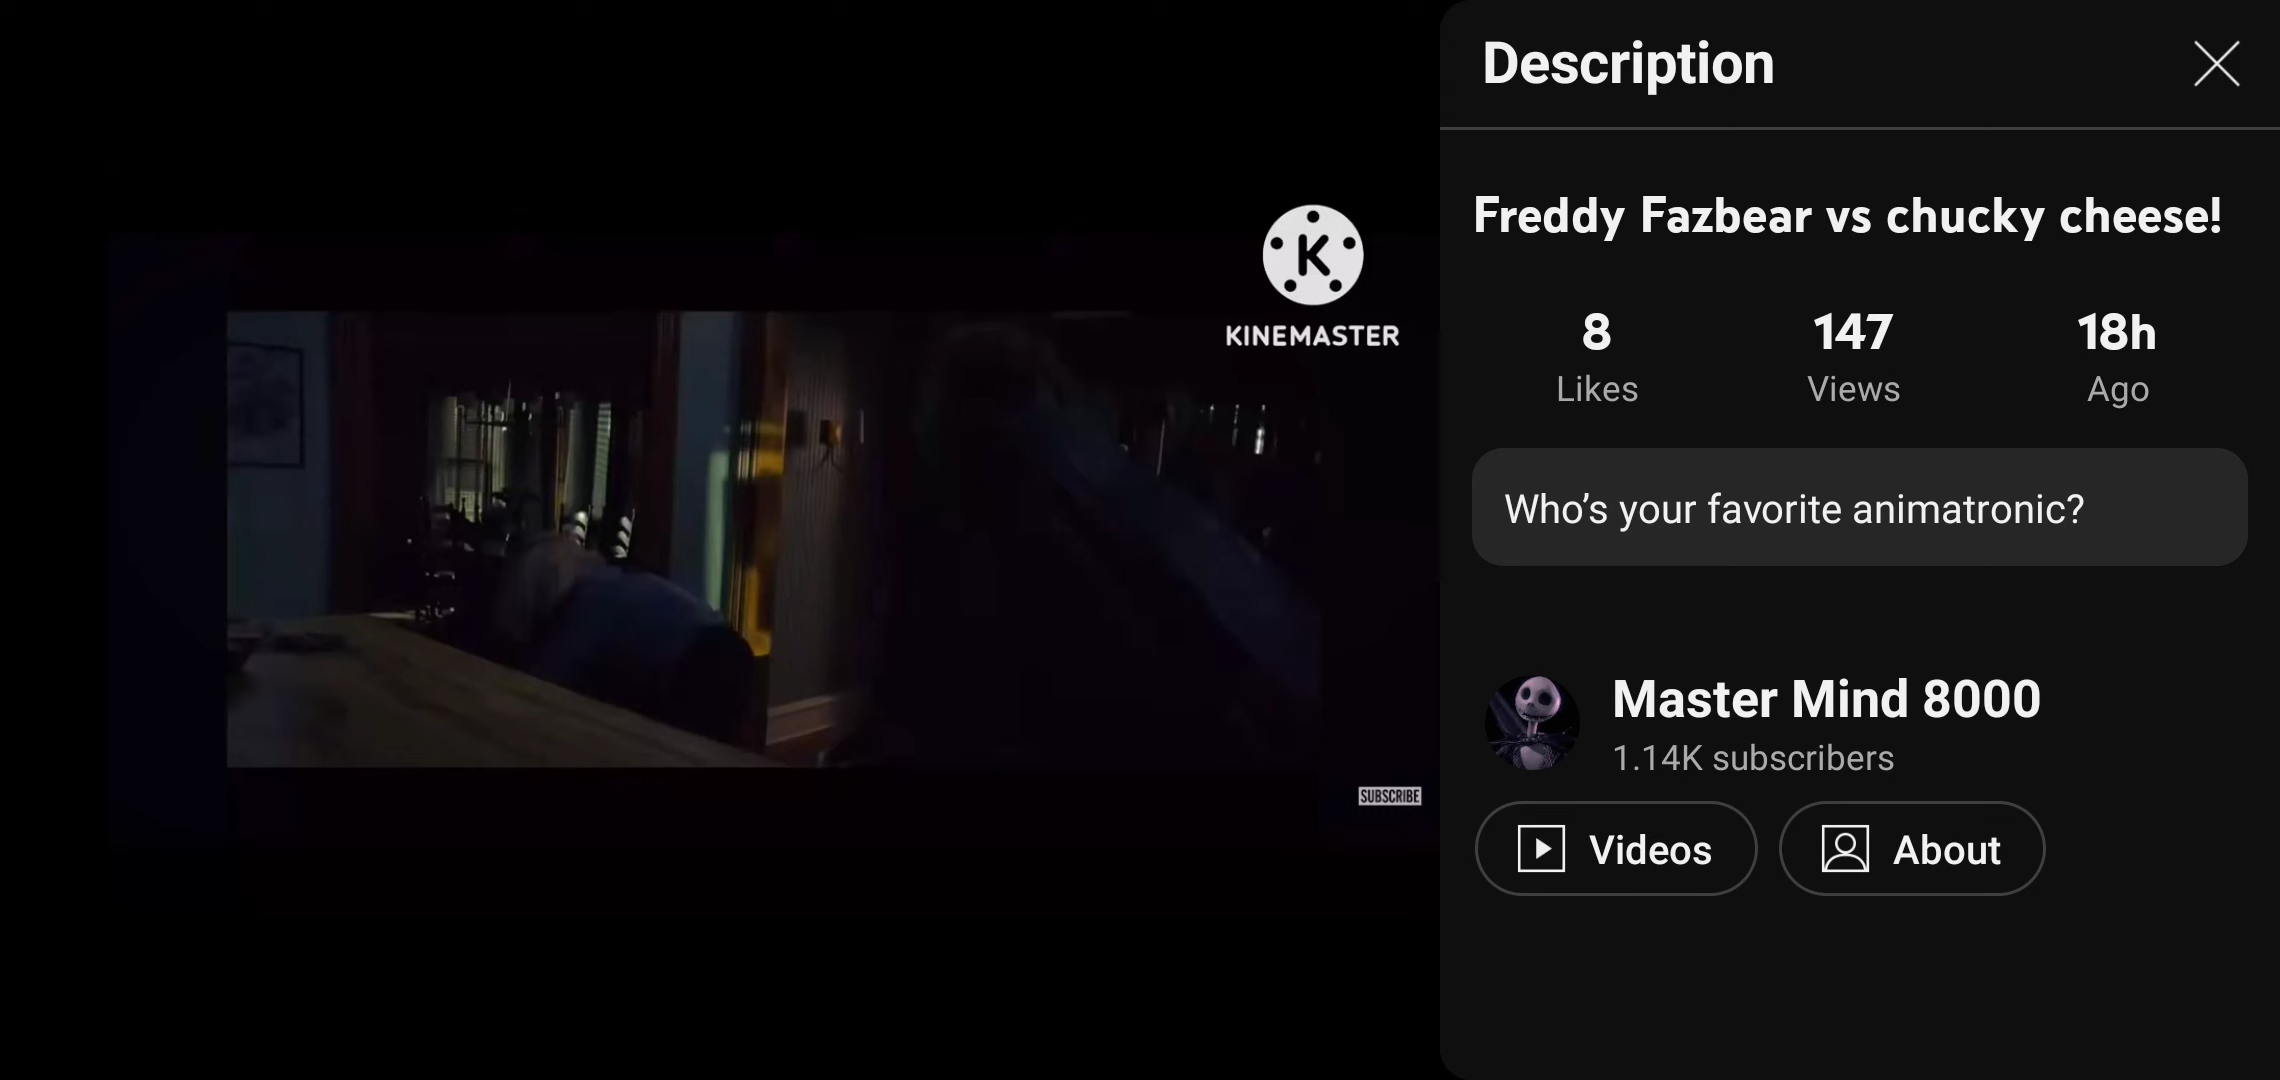 K
KINEMASTER
SUBSCRIBE
Description
Freddy Fazbear vs chucky cheese!
8
Likes
147
Views
18h
Ago
Who’s your favorite animatronic?
Master Mind 8000
1.14K subscribers
Videos
About